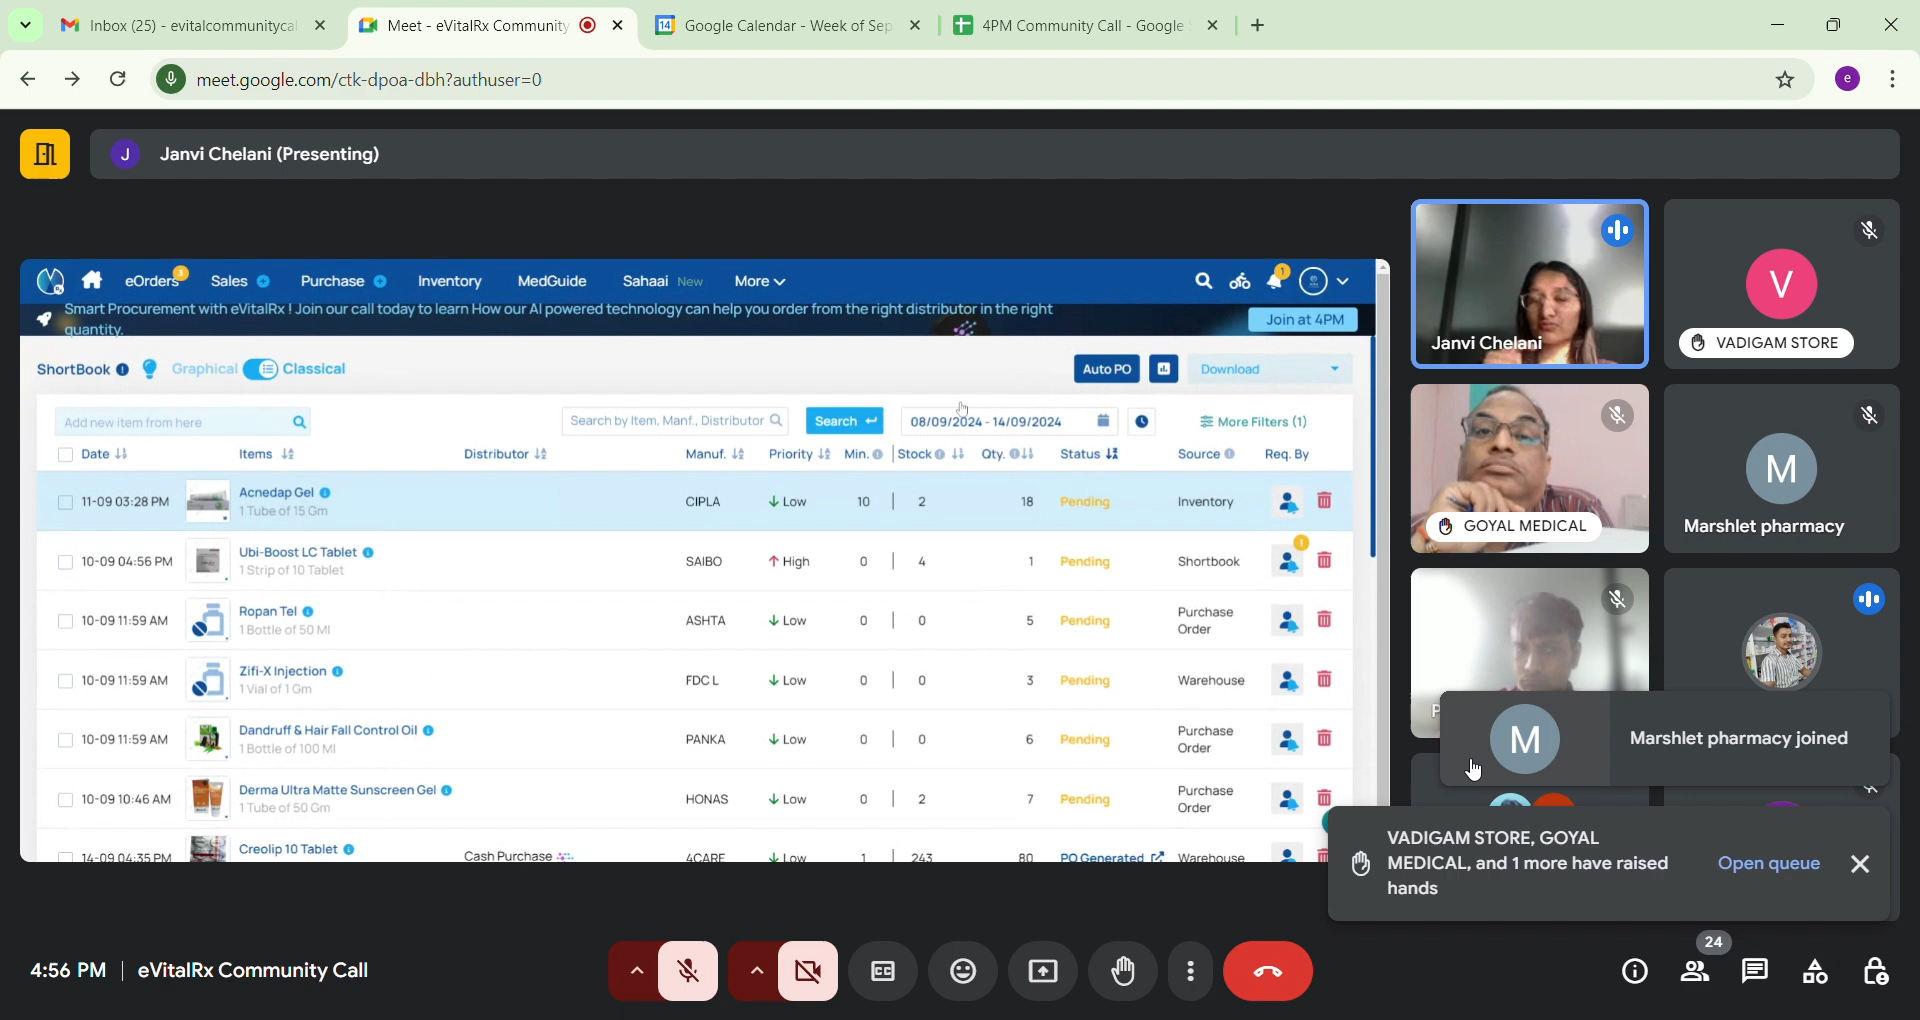 Inbox (25) - evitalcommunityca
Meet - eVitalRx Community
Google Calendar - Week of Sep
4PM Community Call - Google
meet.google.com/ctk-dpoa-dbh?authuser=0
e
J
Janvi Chelani (Presenting)
eOrders 3 Sales Purchase Inventory MedGuide Sahaai New More 1
Smart Procurement with eVitalRx ! Join our call today to learn How our AI powered technology can help you order from the right distributor in the right
quantity.
Join at 4PM
ShortBook Graphical Classical Auto PO Download
Add new item from here Search by Item, Manf., Distributor Search 08/09/2024 - 14/09/2024 More Filters (1)
Date Items Distributor Manuf. Priority Min. Stock Qty. Status Source Req. By
11-09 03:28 PM Acnedap Gel CIPLA Low 10 2 18 Pending Inventory
1 Tube of 15 Gm
10-09 04:56 PM Ubi-Boost LC Tablet SAIBO High 0 4 1 Pending Shortbook 1
1 Strip of 10 Tablet
10-09 11:59 AM Ropan Tel ASHTA Low 0 0 5 Pending Purchase Order
1 Bottle of 50 Ml
10-09 11:59 AM Zifi-X Injection FDC L Low 0 0 3 Pending Warehouse
1 Vial of 1 Gm
10-09 11:59 AM Dandruff & Hair Fall Control Oil PANKA Low 0 0 6 Pending Purchase Order
1 Bottle of 100 Ml
10-09 10:46 AM Derma Ultra Matte Sunscreen Gel HONAS Low 0 2 7 Pending Purchase Order
1 Tube of 50 Gm
14-09 04:35 PM Creolip 10 Tablet Cash Purchase 4CARE Low 1 243 80 PO Generated Warehouse
Janvi Chelani
V
VADIGAM STORE
GOYAL MEDICAL
M
Marshlet pharmacy
M
Marshlet pharmacy joined
VADIGAM STORE, GOYAL
MEDICAL, and 1 more have raised
hands
Open queue
4:56 PM | eVitalRx Community Call
24